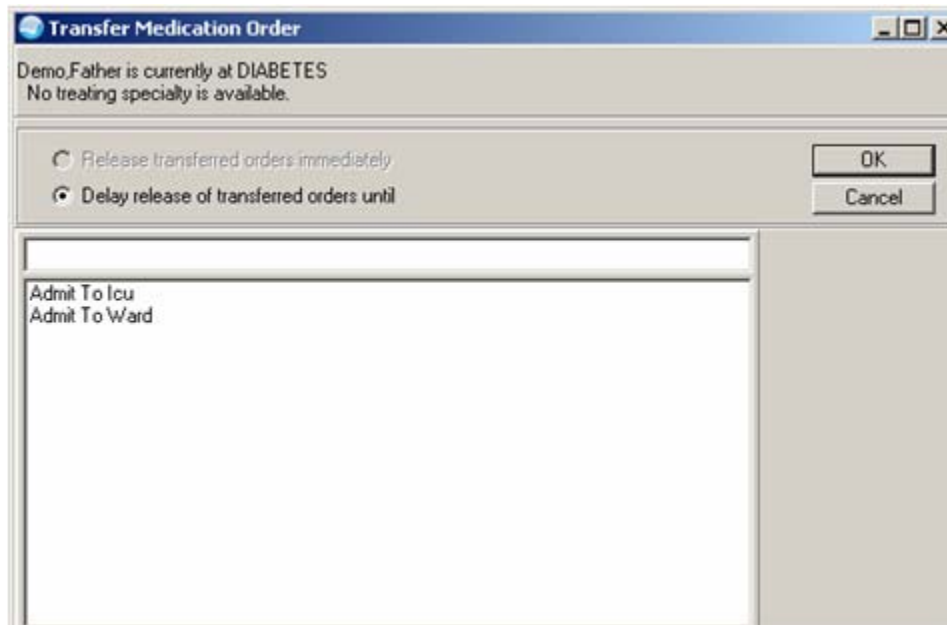 Transfer Medication Order
Demo,Father is currently at DIABETES
No treating specialty is available.
Release transferred orders immediately
OK
Delay release of transferred orders until
Cancel
Admit To Icu
Admit To Ward